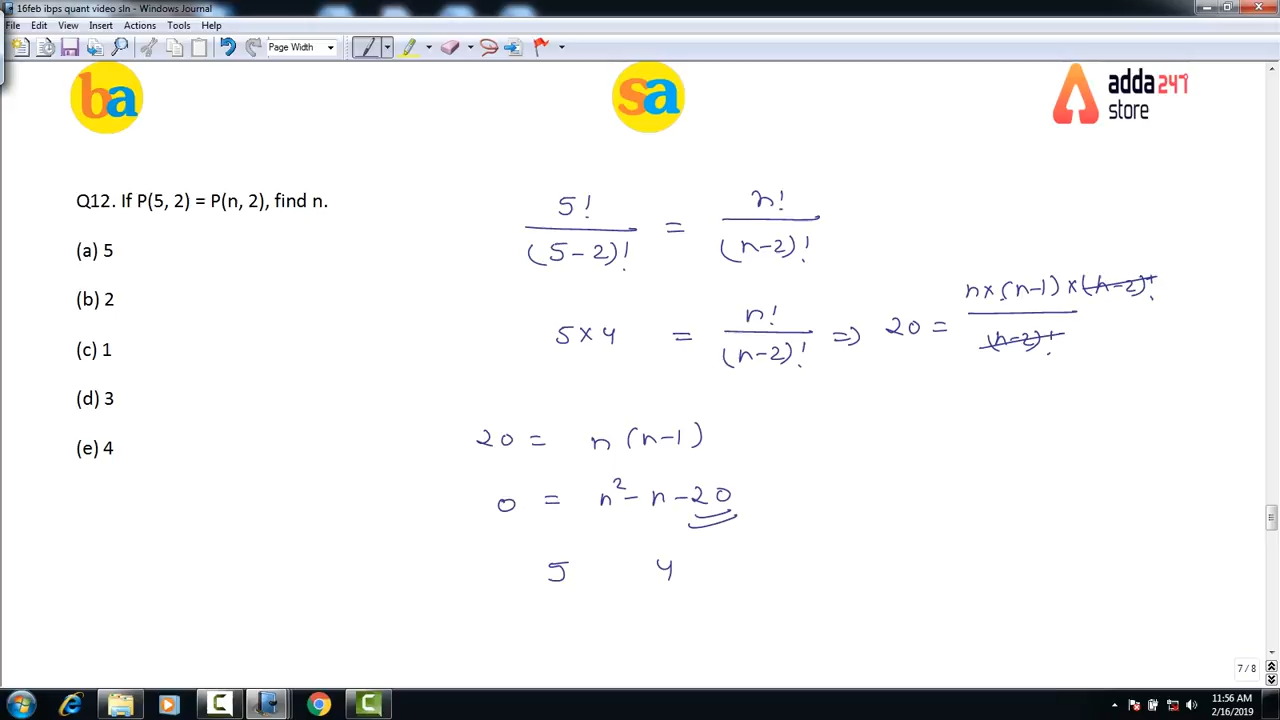 16feb ibps quant video sln - Windows Journal
File Edit View Insert Actions Tools Help
Page Width
ba
sa
adda247
store
Q12. If P(5, 2) = P(n, 2), find n.
(a) 5
(b) 2
(c) 1
(d) 3
(e) 4
5! / (5-2)! = n! / (n-2)!
5×4 = n! / (n-2)! ⇒ 20 = n×(n-1)×(n-2)! / (n-2)!
20 = n(n-1)
0 = n² - n - 20
5 4
7 / 8
11:56 AM
2/16/2019